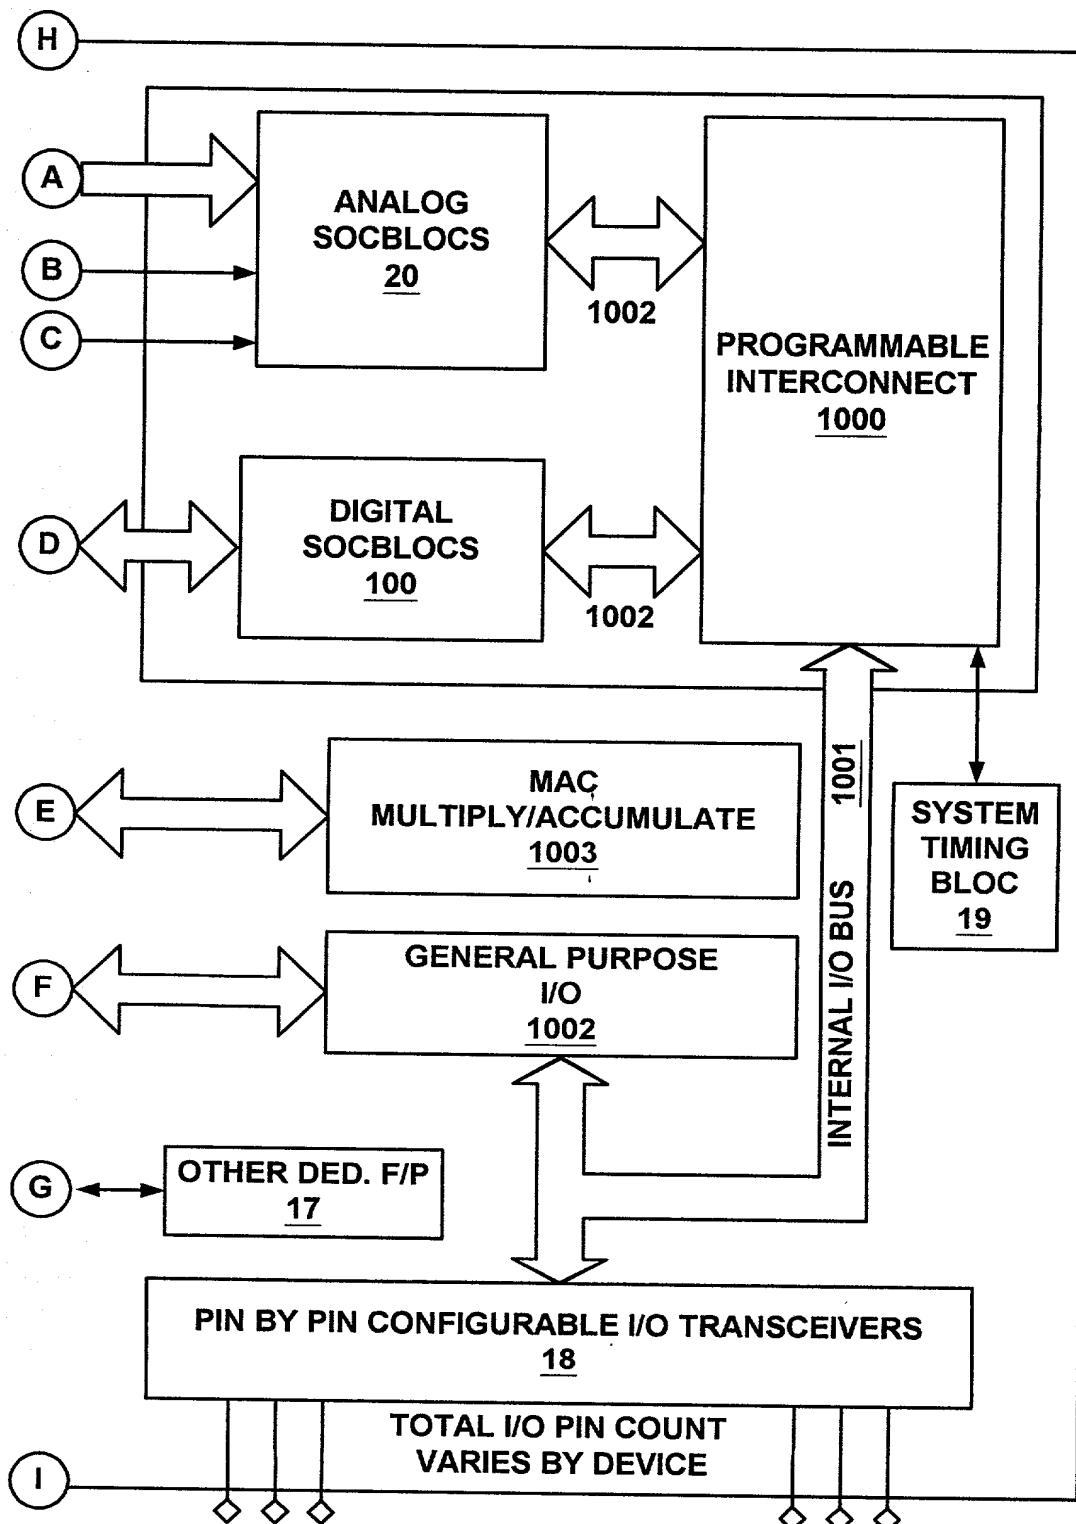 H
A
ANALOG
SOCBLOCS
20
B
C
1002
PROGRAMMABLE
INTERCONNECT
1000
D
DIGITAL
SOCBLOCS
100
1002
E
MAC
MULTIPLY/ACCUMULATE
1003
INTERNAL I/O BUS 1001
SYSTEM
TIMING
BLOC
19
F
GENERAL PURPOSE
I/O
1002
G
OTHER DED. F/P
17
PIN BY PIN CONFIGURABLE I/O TRANSCEIVERS
18
TOTAL I/O PIN COUNT
VARIES BY DEVICE
I